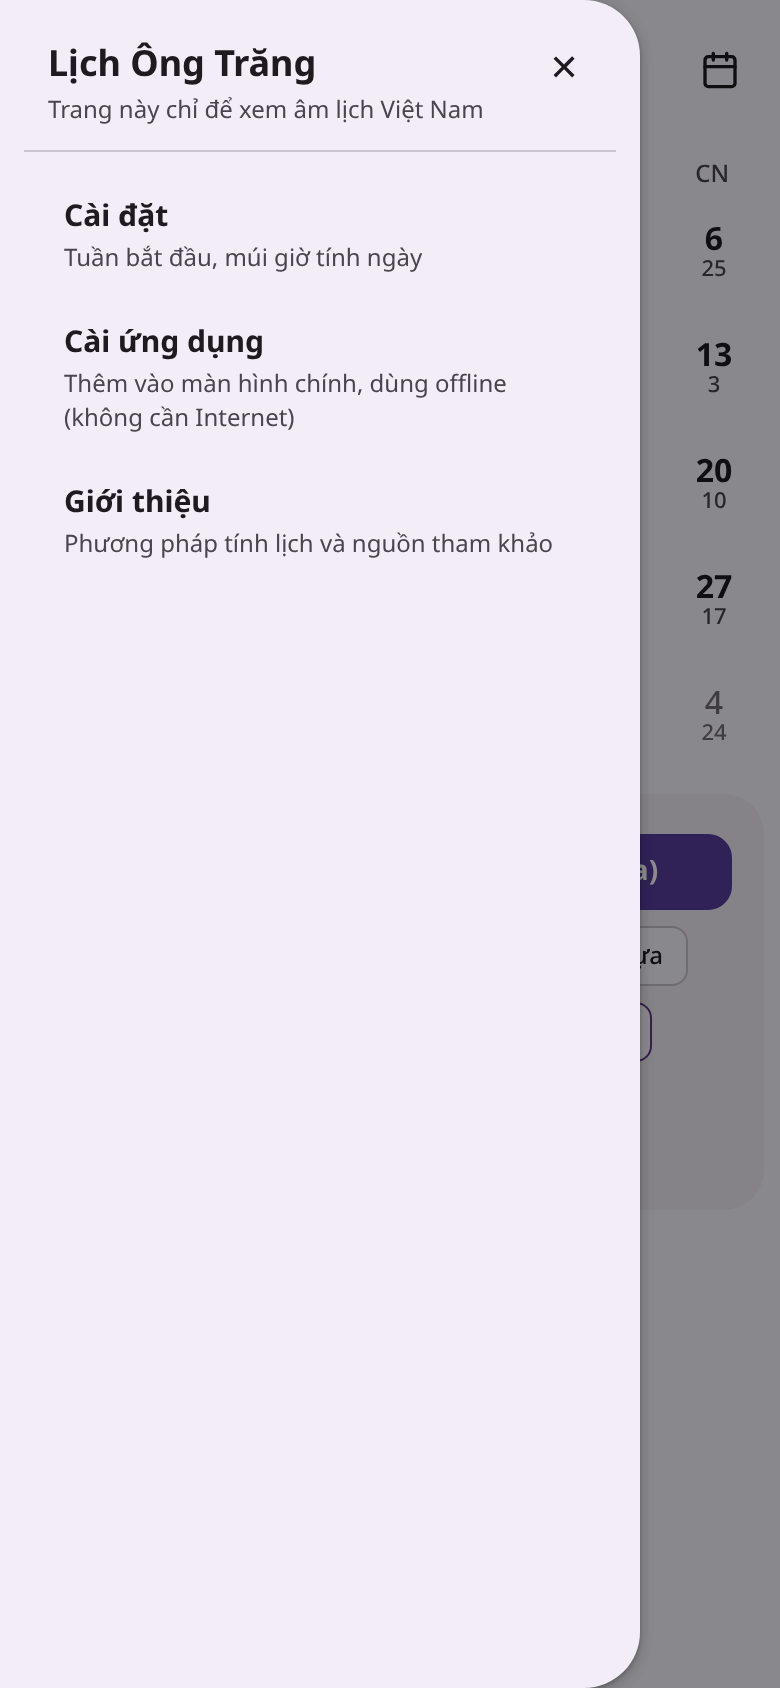 Lịch Ông Trăng
Trang này chỉ để xem âm lịch Việt Nam
Cài đặt
Tuần bắt đầu, múi giờ tính ngày
Cài ứng dụng
Thêm vào màn hình chính, dùng offline
(không cần Internet)
Giới thiệu
Phương pháp tính lịch và nguồn tham khảo
CN
6
25
13
3
20
10
27
17
4
24